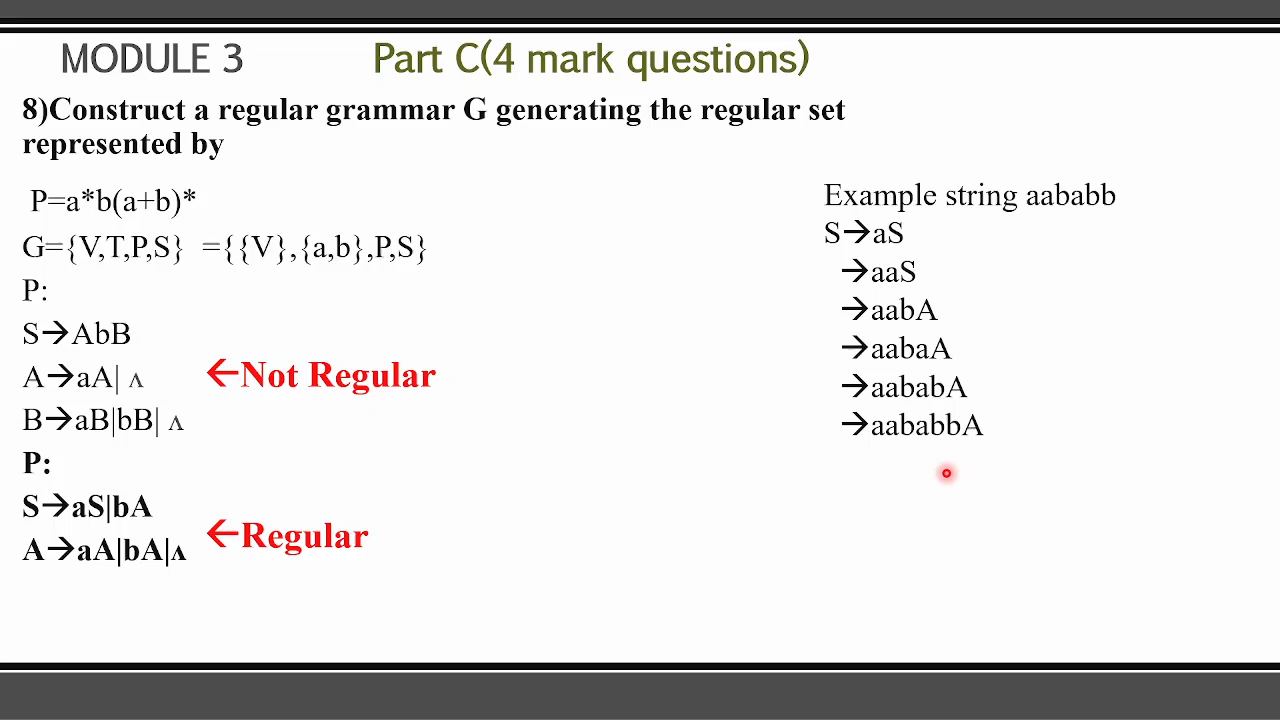 MODULE 3 Part C(4 mark questions)
8)Construct a regular grammar G generating the regular set
represented by
P=a*b(a+b)*
G={V,T,P,S} ={{V},{a,b},P,S}
P:
S→AbB
A→aA| ʌ ←Not Regular
B→aB|bB| ʌ
P:
S→aS|bA
←Regular
A→aA|bA|ʌ
Example string aababb
S→aS
→aaS
→aabA
→aabaA
→aababA
→aababbA